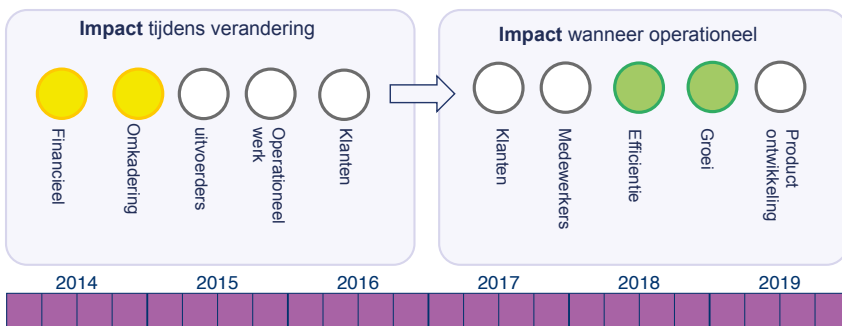 Impact tijdens verandering
Financieel
Omkadering
uitvoerders
Operationeel
werk
Klanten
Impact wanneer operationeel
Klanten
Medewerkers
Efficientie
Groei
Product
ontwikkeling
2014 2015 2016 2017 2018 2019